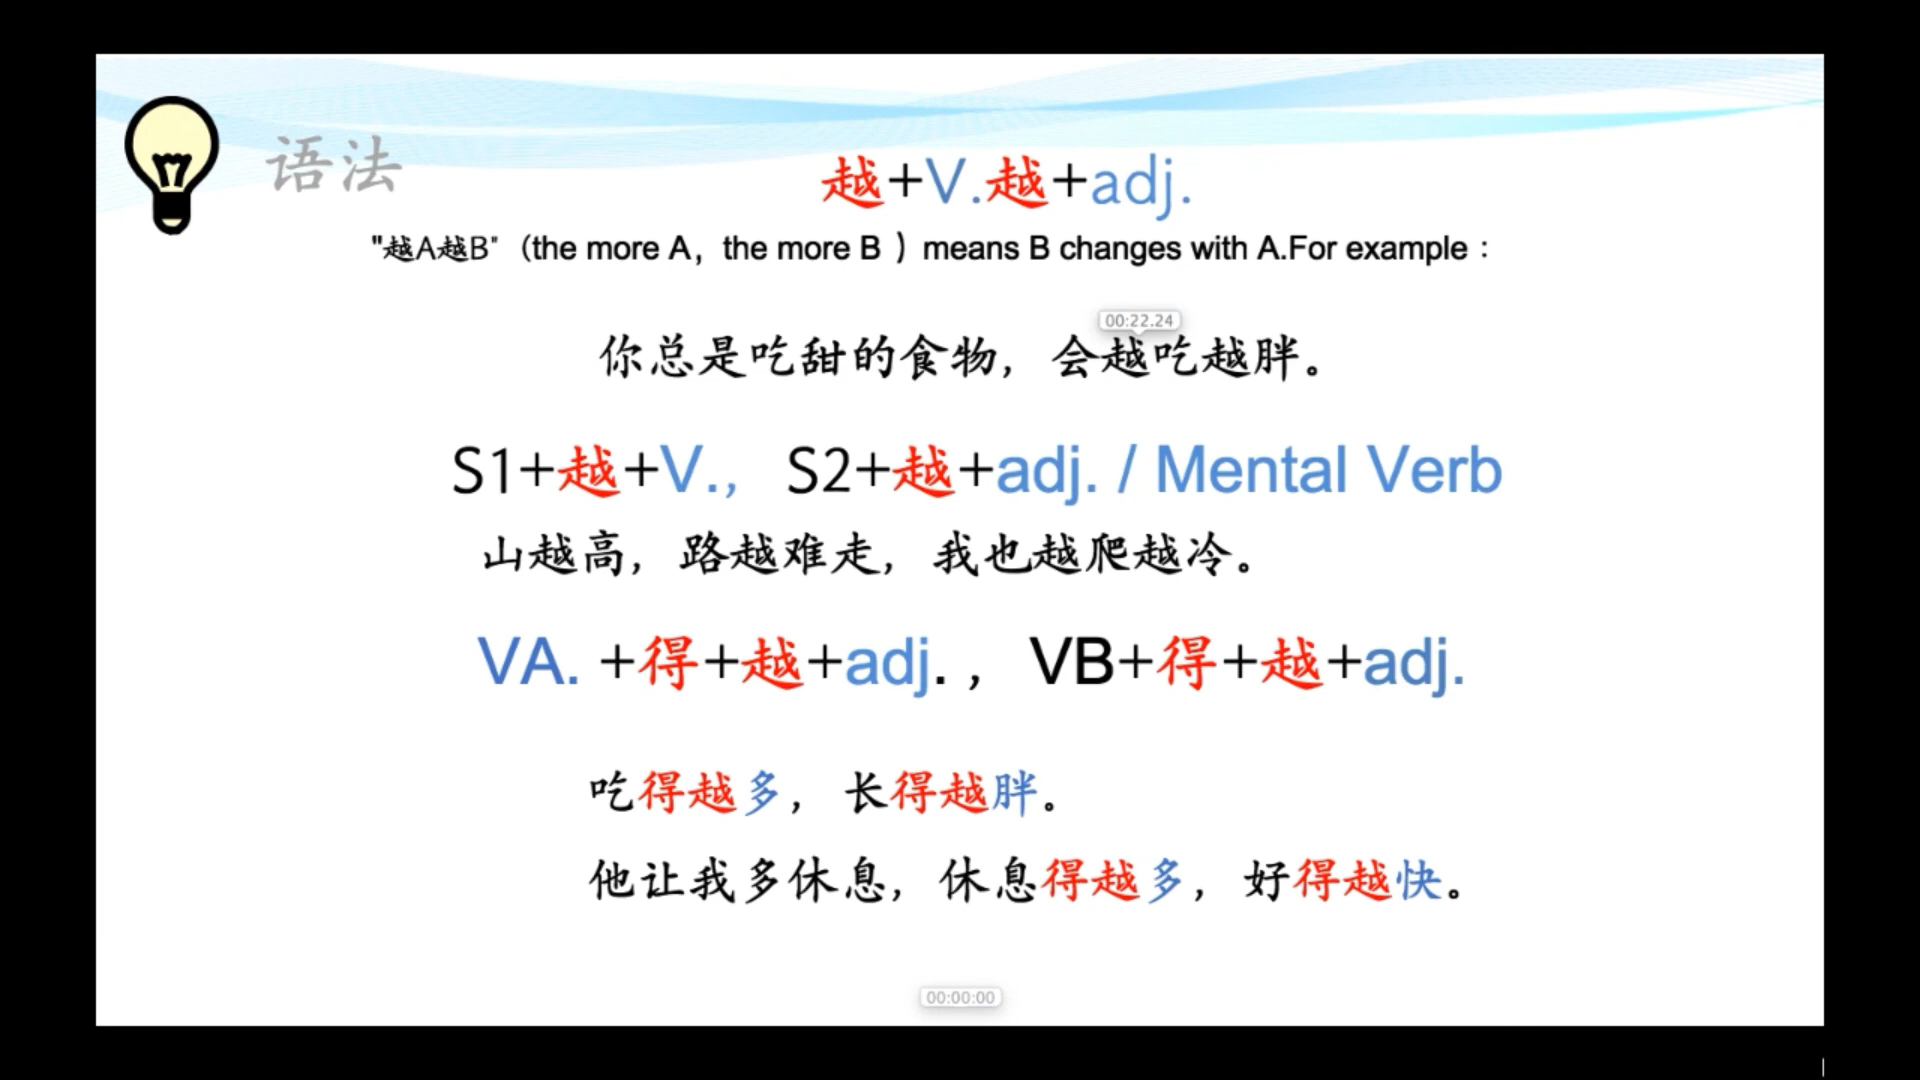 语法
越+V.越+adj.
"越A越B"（the more A，the more B ）means B changes with A.For example：
00:22.24
你总是吃甜的食物，会越吃越胖。
S1+越+V.，S2+越+adj. / Mental Verb
山越高，路越难走，我也越爬越冷。
VA. +得+越+adj. ，VB+得+越+adj.
吃得越多，长得越胖。
他让我多休息，休息得越多，好得越快。
00:00:00